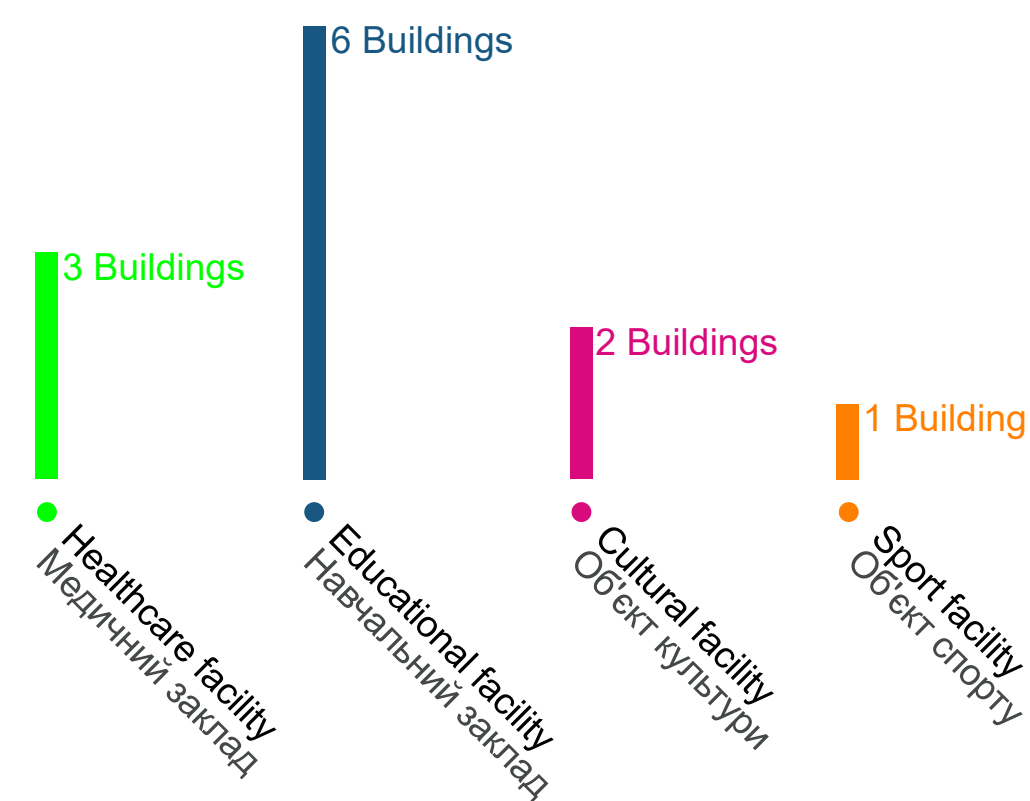 6 Buildings
3 Buildings
2 Buildings
1 Building
Healthcare facility
Медичний заклад
Educational facility
Навчальний заклад
Cultural facility
Об'єкт культури
Sport facility
Об'єкт спорту